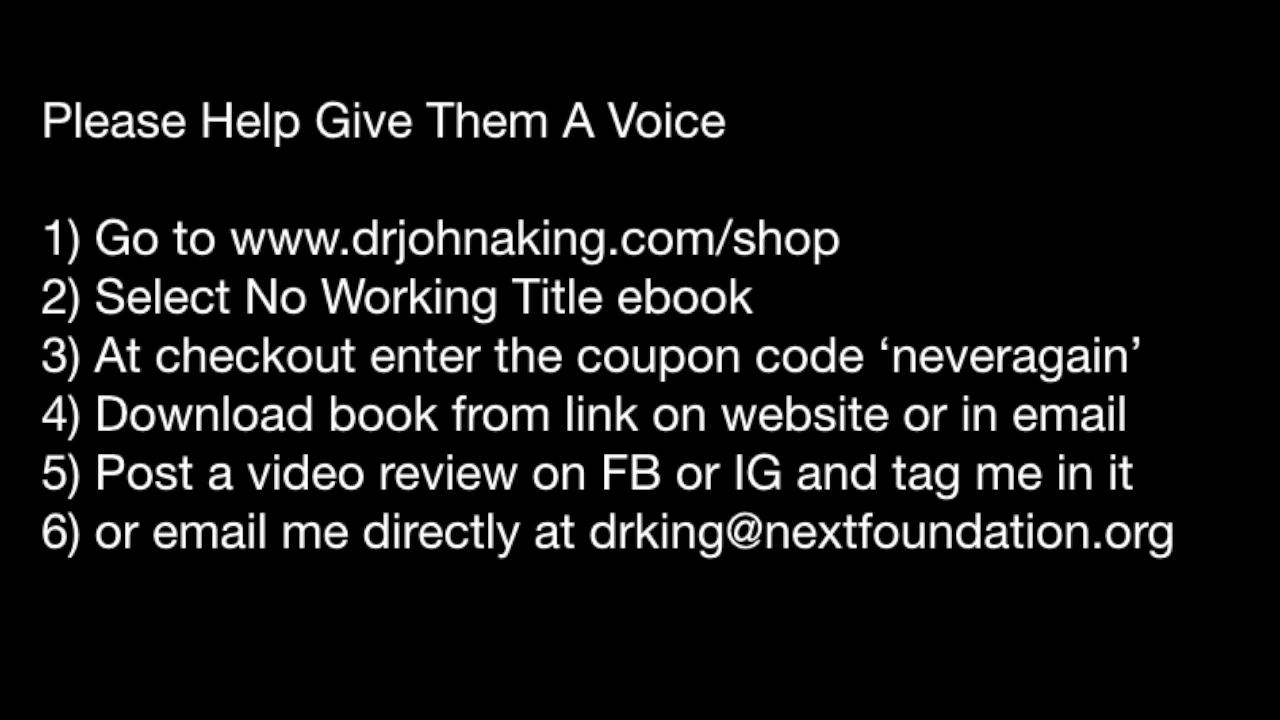 Please Help Give Them A Voice
1) Go to www.drjohnaking.com/shop
2) Select No Working Title ebook
3) At checkout enter the coupon code ‘neveragain’
4) Download book from link on website or in email
5) Post a video review on FB or IG and tag me in it
6) or email me directly at drking@nextfoundation.org